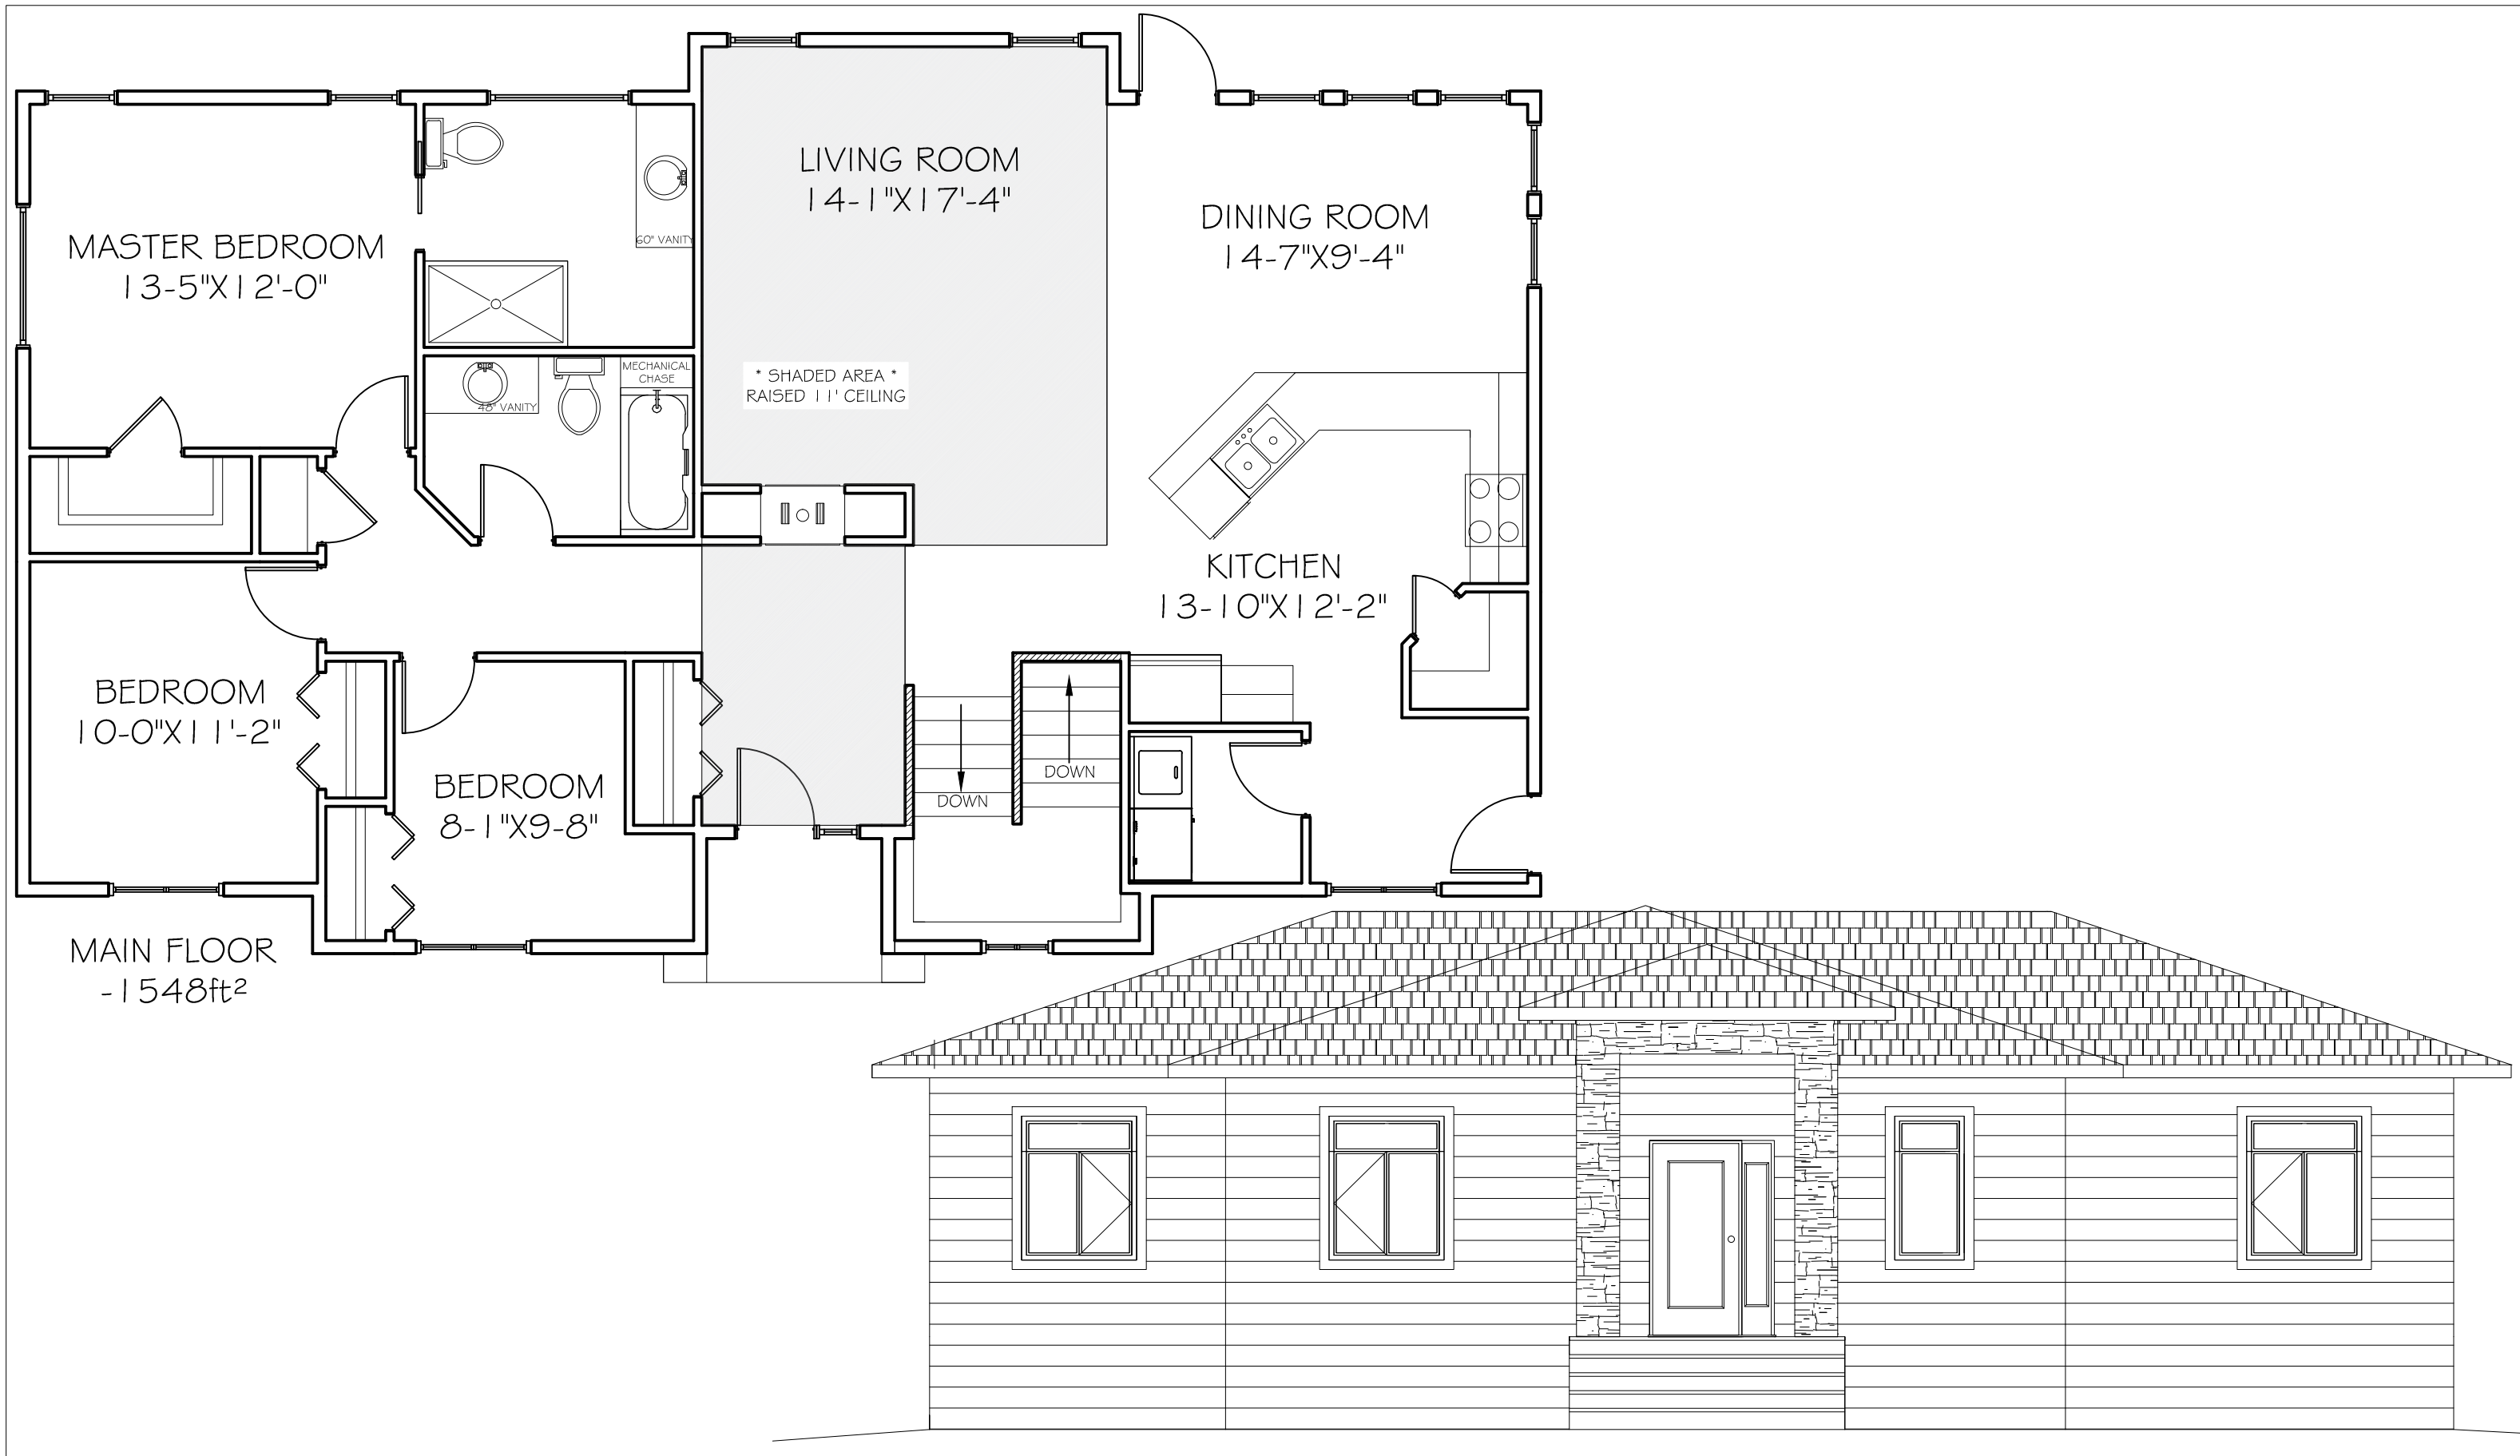 LIVING ROOM
14-1"X17'-4"
DINING ROOM
14-7"X9'-4"
MASTER BEDROOM
13-5"X12'-0"
60" VANITY
MECHANICAL
CHASE
48" VANITY
* SHADED AREA *
RAISED 11' CEILING
KITCHEN
13-10"X12'-2"
BEDROOM
10-0"X11'-2"
BEDROOM
8-1"X9-8"
DOWN
DOWN
MAIN FLOOR
-1548ft²